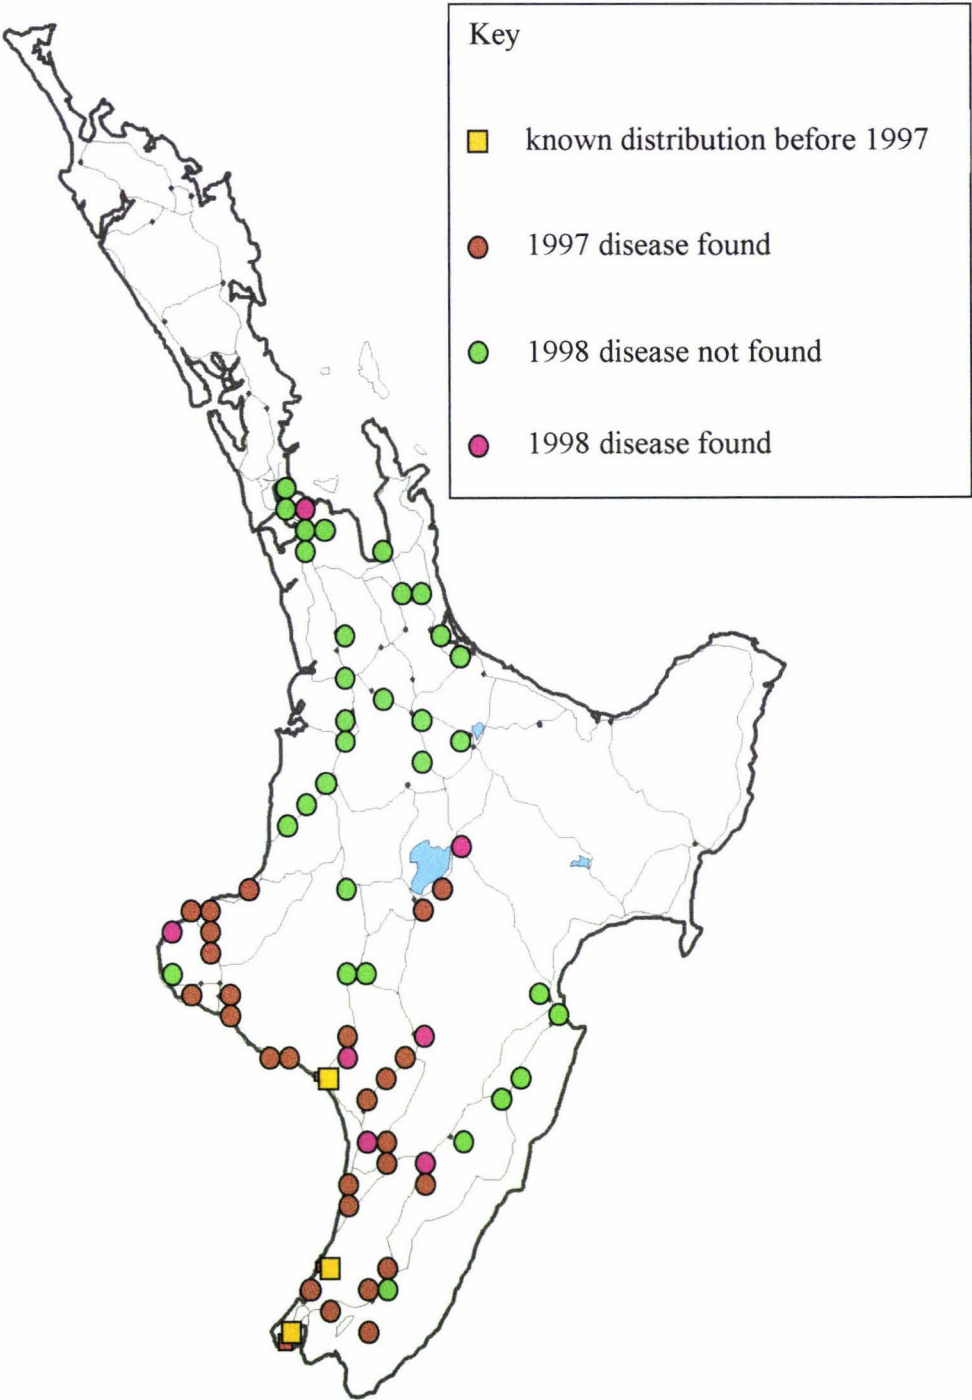 Key
known distribution before 1997
1997 disease found
1998 disease not found
1998 disease found